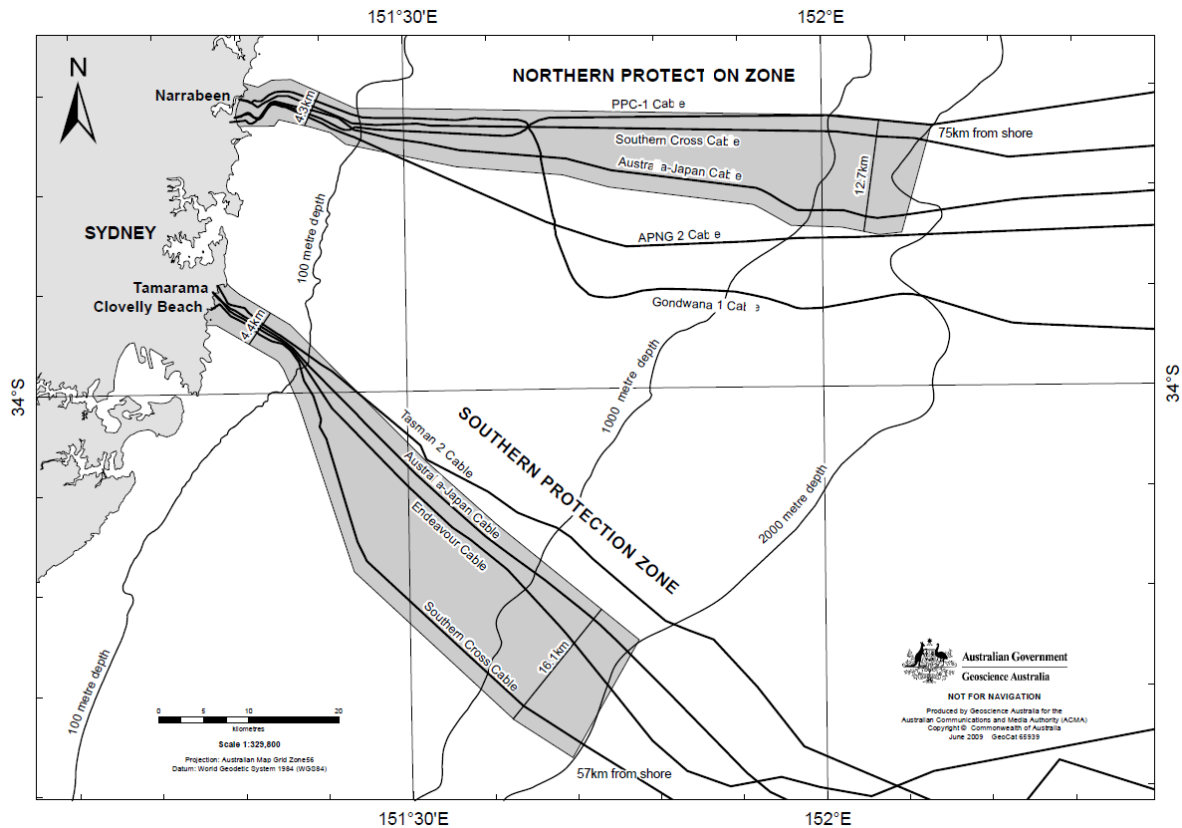 151°30'E
152°E
N
NORTHERN PROTECT ON ZONE
Narrabeen
4.3km
PPC-1 Cable
75km from shore
Southern Cross Cable
Austra a-Japan Cable
12.7km
100 metre depth
SYDNEY
APNG 2 Cable
Tamarama
Clovelly Beach
Gondwana 1 Cable
4.4km
34°S
34°S
1000 metre depth
SOUTHERN PROTECTION ZONE
Tasman 2 Cable
Austra a-Japan Cable
Endeavour Cable
2000 metre depth
Southern Cross Cable
16.1km
100 metre depth
0 5 10 20
kilometres
Scale 1:329,800
Projection: Australian Map Grid Zone56
Datum: World Geodetic System 1984 (WGS84)
57km from shore
Australian Government
Geoscience Australia
NOT FOR NAVIGATION
Produced by Geoscience Australia for the
Australian Communications and Media Authority (ACMA)
Copyright © Commonwealth of Australia
June 2009 GeoCat 65939
151°30'E
152°E